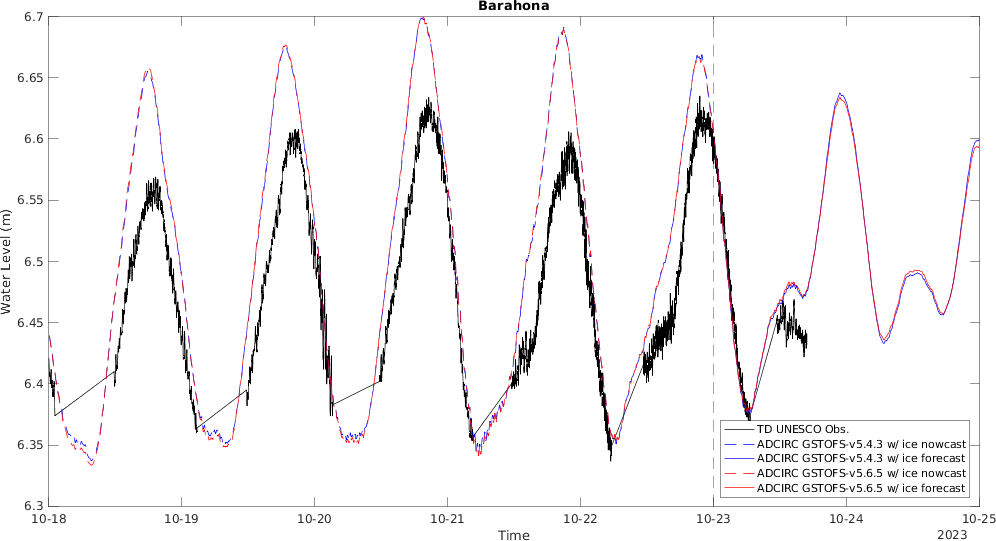 Barahona
6.7
6.65
6.6
6.55
6.5
6.45
6.4
6.35
6.3
Water Level (m)
10-18
10-19
10-20
10-21
10-22
10-23
10-24
10-25
Time
2023
TD UNESCO Obs.
ADCIRC GSTOFS-v5.4.3 w/ ice nowcast
ADCIRC GSTOFS-v5.4.3 w/ ice forecast
ADCIRC GSTOFS-v5.6.5 w/ ice nowcast
ADCIRC GSTOFS-v5.6.5 w/ ice forecast